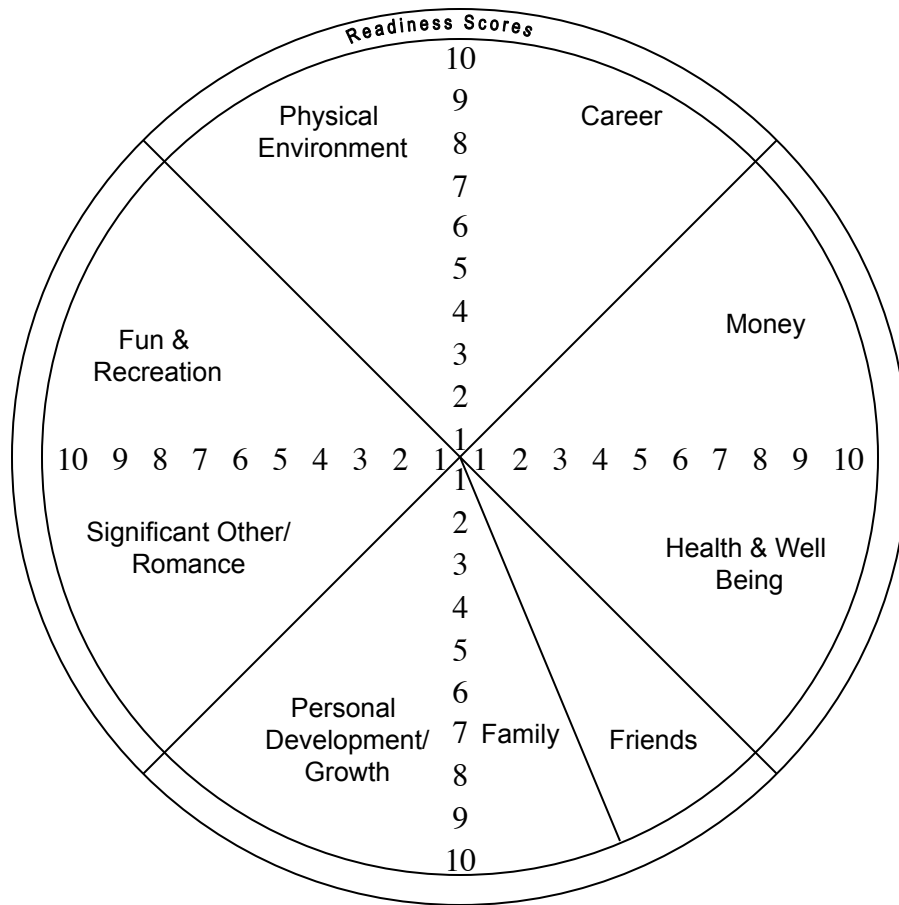 Readiness Scores
10
Physical
Environment
9
Career
8
7
6
5
4
Fun &
Recreation
3
Money
2
1
10 9 8 7 6 5 4 3 2 1 1 2 3 4 5 6 7 8 9 10
1
Significant Other/
Romance
2
Health & Well
Being
3
4
5
6
Personal
Development/
Growth
7
Family
Friends
8
9
10